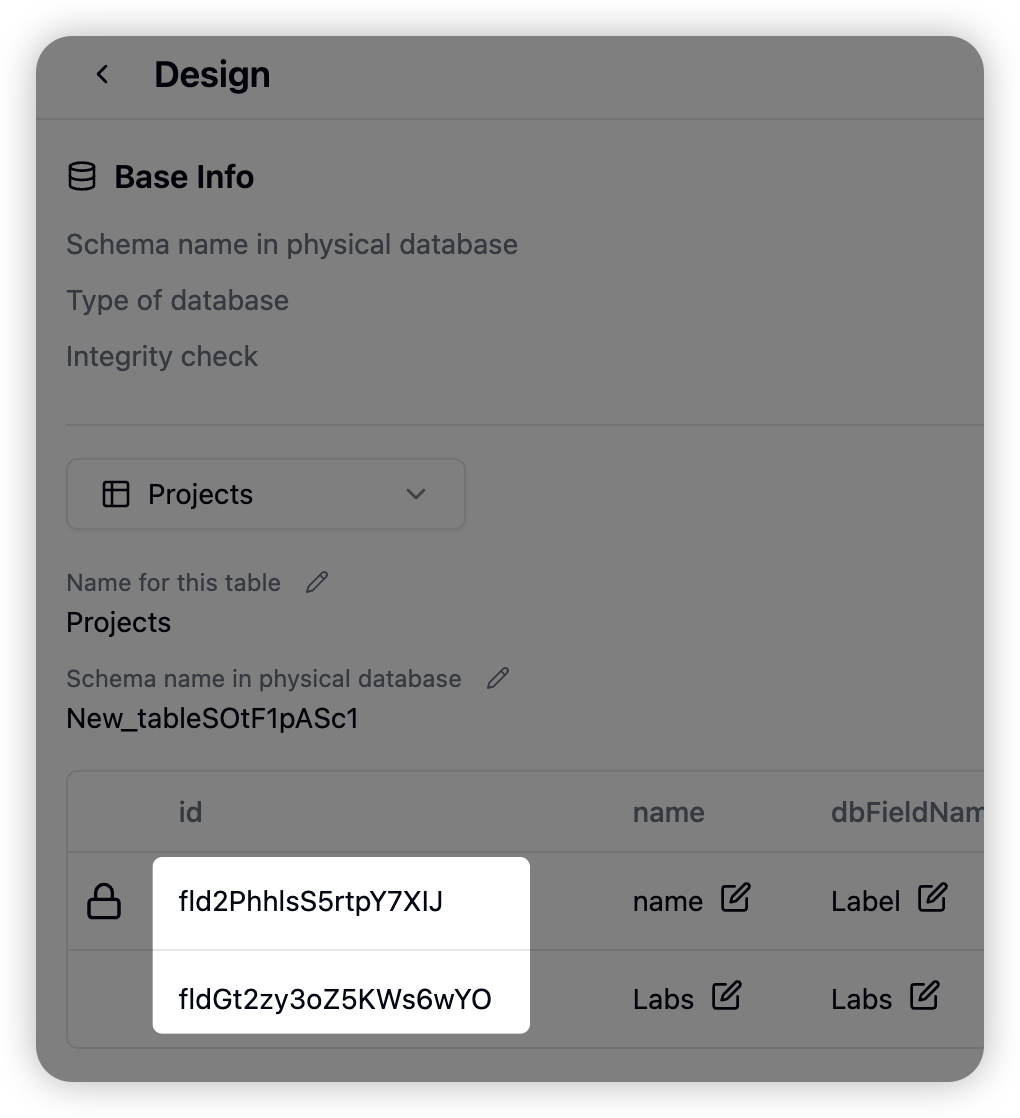 Design
Base Info
Schema name in physical database
Type of database
Integrity check
Projects
Name for this table
Projects
Schema name in physical database
New_tableSOtF1pASc1
id name dbFieldNam
fld2PhhlsS5rtpY7XlJ name Label
fldGt2zy3oZ5KWs6wYO Labs Labs